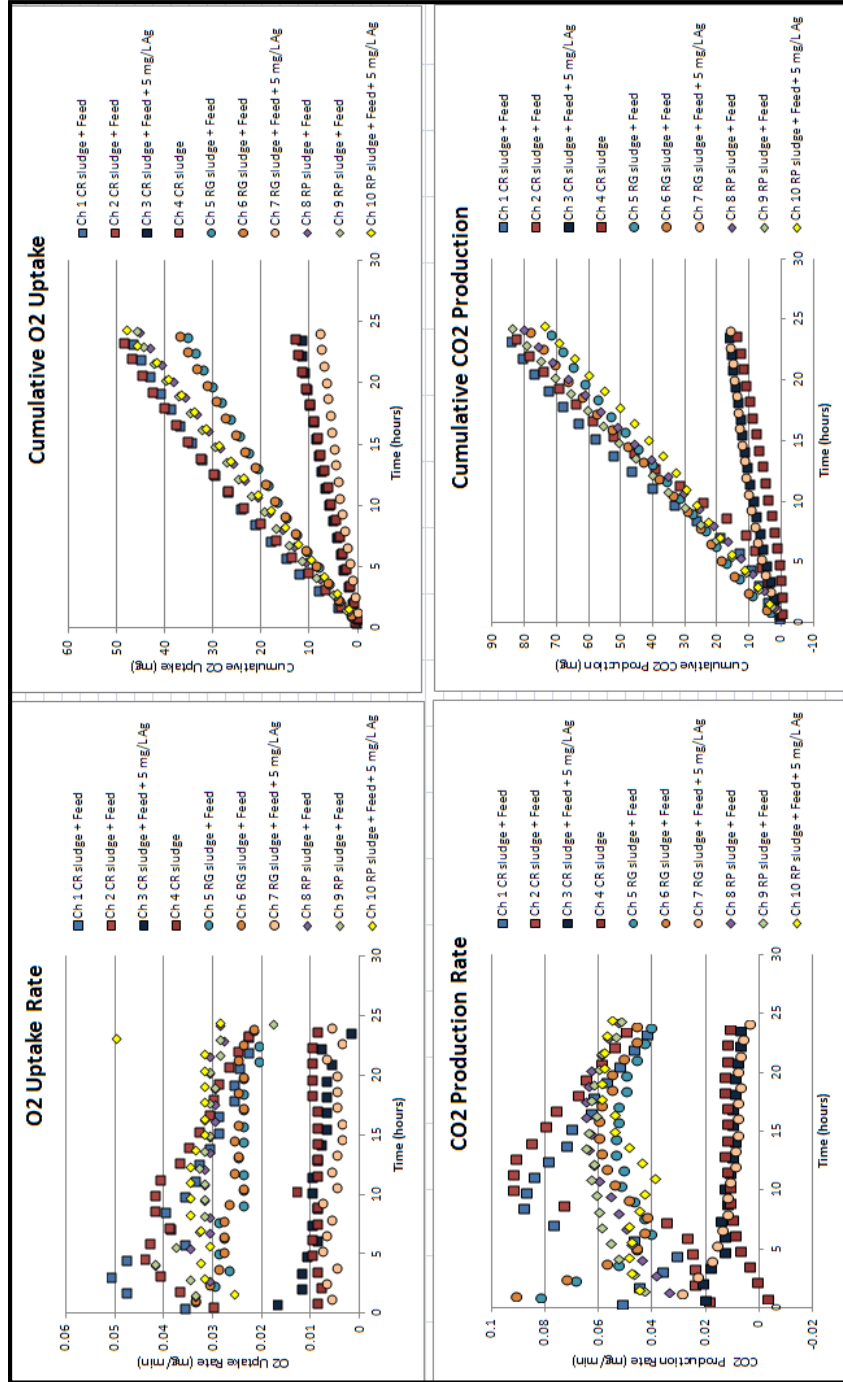 O2 Uptake Rate
O2 Uptake Rate (mg/min)
0.06
0.05
0.04
0.03
0.02
0.01
0
0 5 10 15 20 25 30
Time (hours)
Ch 1 CR sludge + Feed
Ch 2 CR sludge + Feed
Ch 3 CR sludge + Feed + 5 mg/L Ag
Ch 4 CR sludge
Ch 5 RG sludge + Feed
Ch 6 RG sludge + Feed
Ch 7 RG sludge + Feed + 5 mg/L Ag
Ch 8 RP sludge + Feed
Ch 9 RP sludge + Feed
Ch 10 RP sludge + Feed + 5 mg/L Ag
Cumulative O2 Uptake
Cumulative O2 Uptake (mg)
60
50
40
30
20
10
0
0 5 10 15 20 25 30
Time (hours)
Ch 1 CR sludge + Feed
Ch 2 CR sludge + Feed
Ch 3 CR sludge + Feed + 5 mg/L Ag
Ch 4 CR sludge
Ch 5 RG sludge + Feed
Ch 6 RG sludge + Feed
Ch 7 RG sludge + Feed + 5 mg/L Ag
Ch 8 RP sludge + Feed
Ch 9 RP sludge + Feed
Ch 10 RP sludge + Feed + 5 mg/L Ag
CO2 Production Rate
CO2 Production Rate (mg/min)
0.1
0.08
0.06
0.04
0.02
0
-0.02
0 5 10 15 20 25 30
Time (hours)
Ch 1 CR sludge + Feed
Ch 2 CR sludge + Feed
Ch 3 CR sludge + Feed + 5 mg/L Ag
Ch 4 CR sludge
Ch 5 RG sludge + Feed
Ch 6 RG sludge + Feed
Ch 7 RG sludge + Feed + 5 mg/L Ag
Ch 8 RP sludge + Feed
Ch 9 RP sludge + Feed
Ch 10 RP sludge + Feed + 5 mg/L Ag
Cumulative CO2 Production
Cumulative CO2 Production (mg)
90
80
70
60
50
40
30
20
10
0
-10
0 5 10 15 20 25 30
Time (hours)
Ch 1 CR sludge + Feed
Ch 2 CR sludge + Feed
Ch 3 CR sludge + Feed + 5 mg/L Ag
Ch 4 CR sludge
Ch 5 RG sludge + Feed
Ch 6 RG sludge + Feed
Ch 7 RG sludge + Feed + 5 mg/L Ag
Ch 8 RP sludge + Feed
Ch 9 RP sludge + Feed
Ch 10 RP sludge + Feed + 5 mg/L Ag